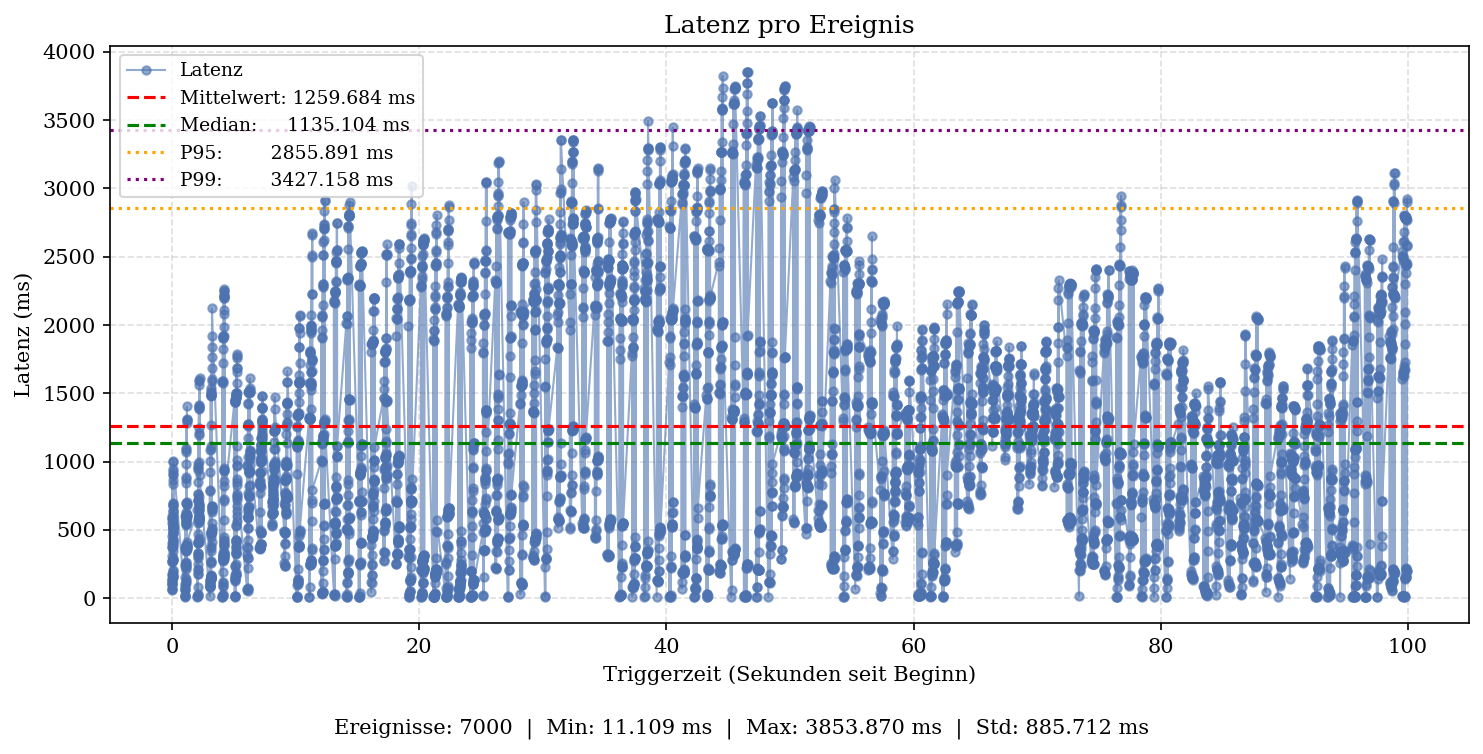 Latenz pro Ereignis
Latenz (ms)
4000
3500
3000
2500
2000
1500
1000
500
0
Latenz
Mittelwert: 1259.684 ms
Median: 1135.104 ms
P95: 2855.891 ms
P99: 3427.158 ms
0 20 40 60 80 100
Triggerzeit (Sekunden seit Beginn)
Ereignisse: 7000 | Min: 11.109 ms | Max: 3853.870 ms | Std: 885.712 ms